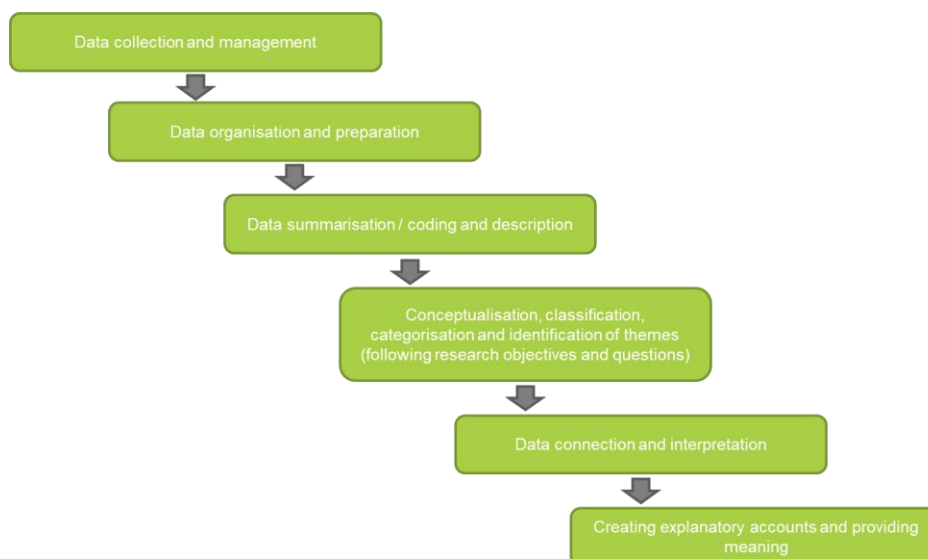 Data collection and management
Data organisation and preparation
Data summarisation / coding and description
Conceptualisation, classification,
categorisation and identification of themes
(following research objectives and questions)
Data connection and interpretation
Creating explanatory accounts and providing
meaning